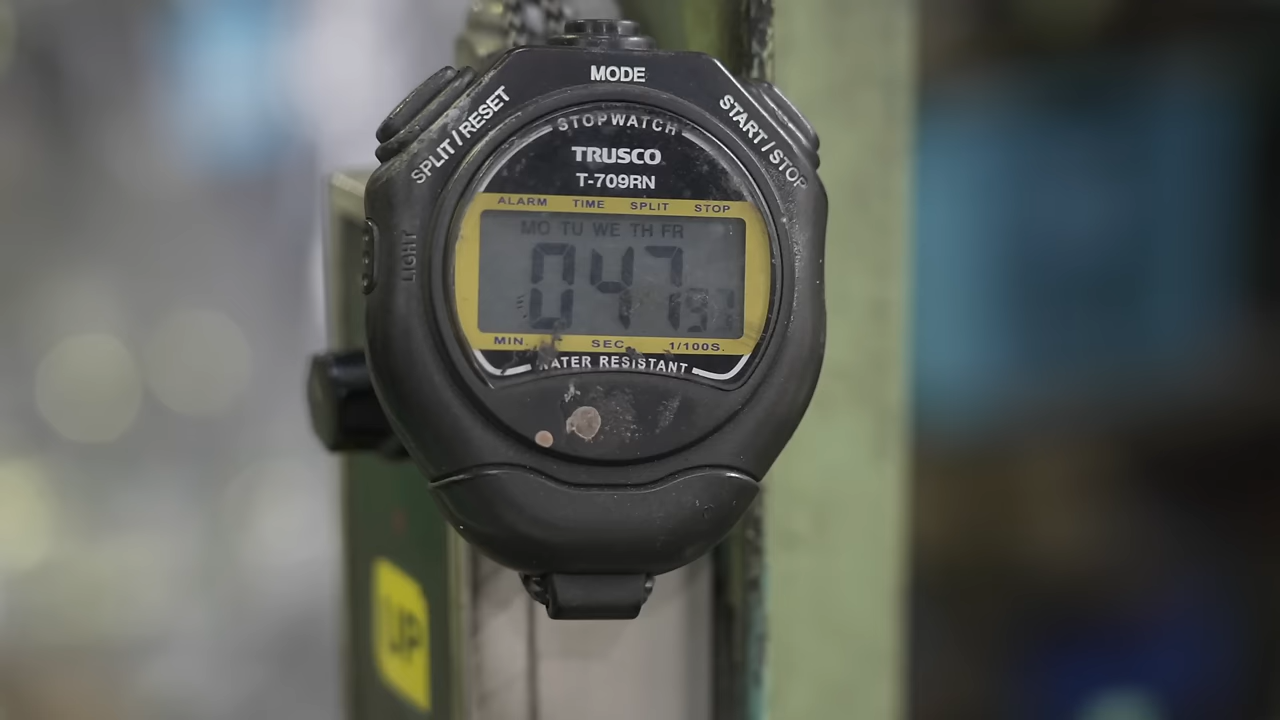 MODE
SPLIT / RESET
START / STOP
STOPWATCH
TRUSCO
T-709RN
ALARM TIME SPLIT STOP
LIGHT
MO TU WE TH FR
0 47 97
MIN. SEC. 1/100S.
WATER RESISTANT
UP